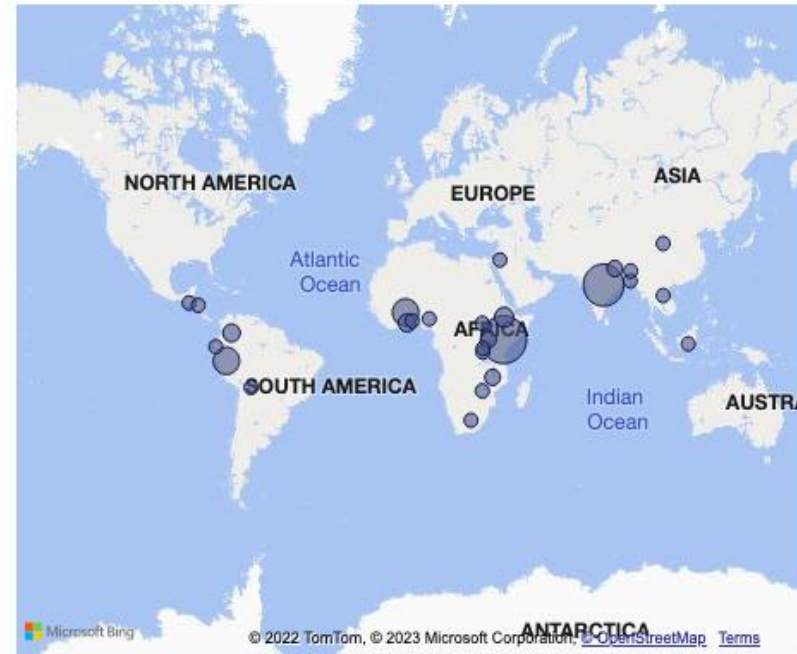 NORTH AMERICA
EUROPE
ASIA
Atlantic
Ocean
AFRICA
SOUTH AMERICA
Indian
Ocean
AUSTRA
ANTARCTICA
Microsoft Bing
© 2022 TomTom, © 2023 Microsoft Corporation, © OpenStreetMap Terms